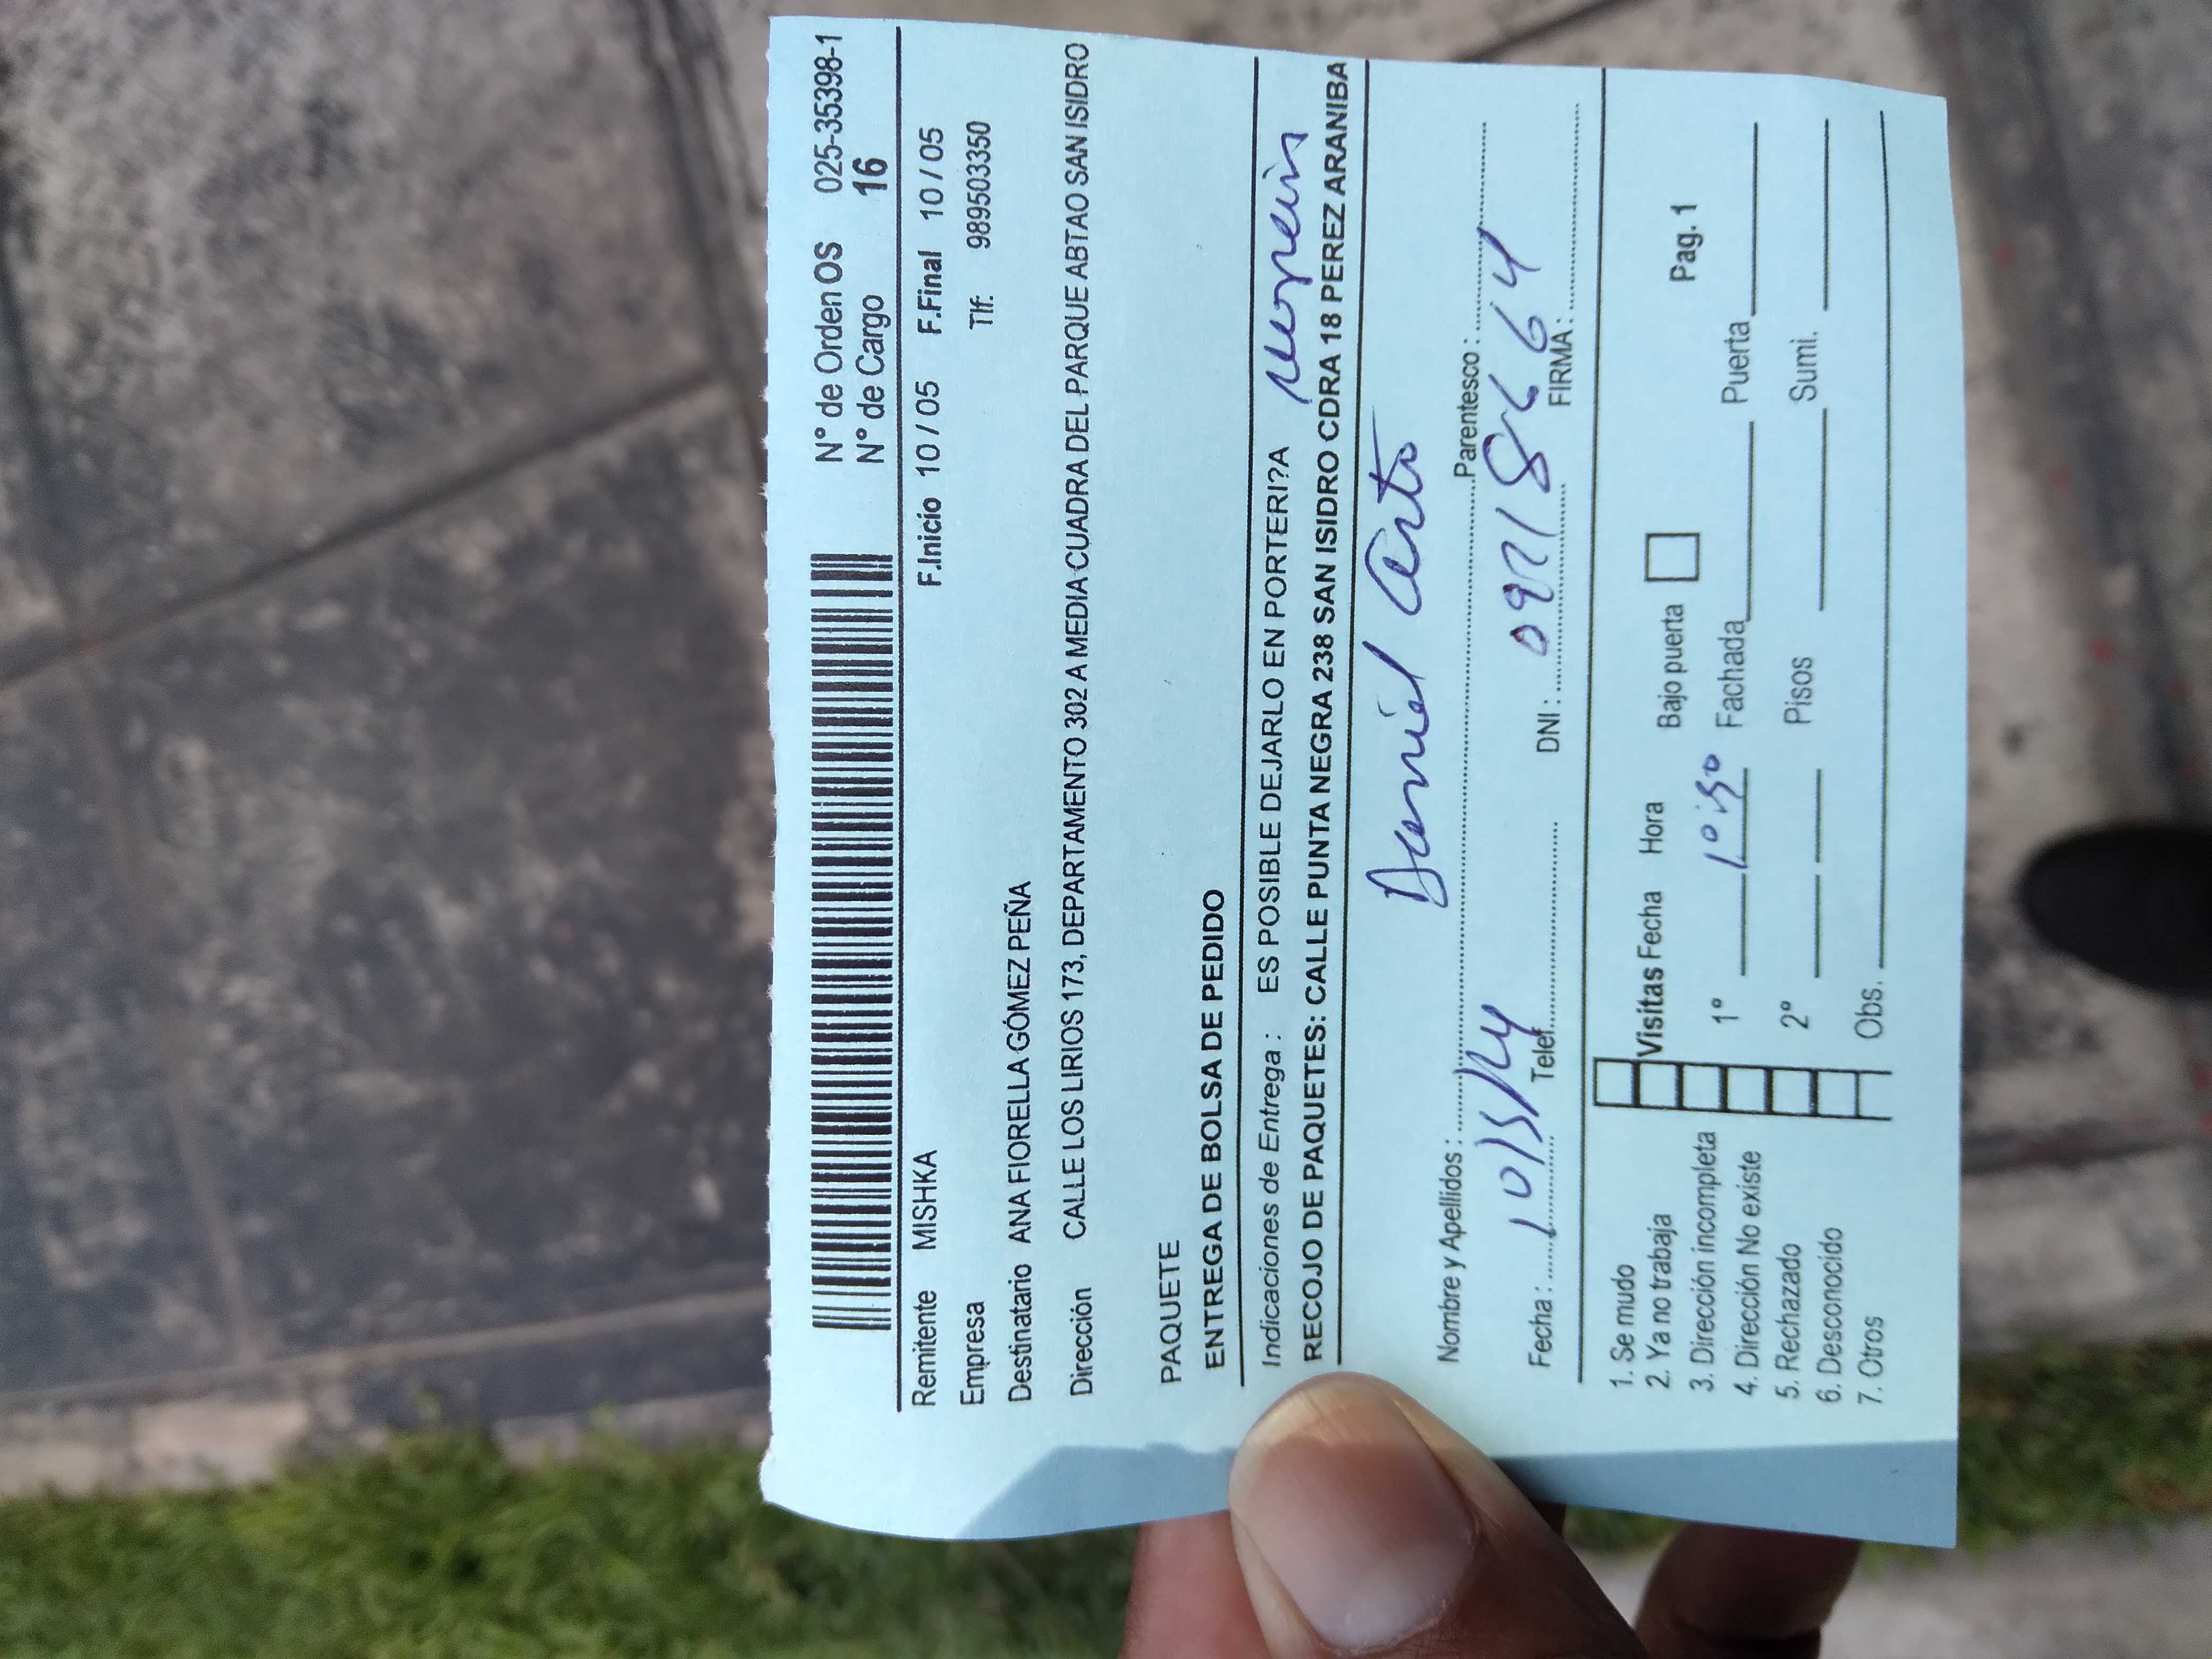 N° de Orden OS 025-35398-1
N° de Cargo 16
Remitente MISHKA F.Inicio 10 / 05 F.Final 10 / 05
Empresa Tlf. 989503350
Destinatario ANA FIORELLA GÓMEZ PEÑA
Dirección CALLE LOS LIRIOS 173, DEPARTAMENTO 302 A MEDIA CUADRA DEL PARQUE ABTAO SAN ISIDRO
PAQUETE
ENTREGA DE BOLSA DE PEDIDO
Indicaciones de Entrega : ES POSIBLE DEJARLO EN PORTERI?A
RECOJO DE PAQUETES: CALLE PUNTA NEGRA 238 SAN ISIDRO CDRA 18 PEREZ ARANIBA
Daniel
Nombre y Apellidos : Parentesco :
Fecha : 10/5/24 Telef. DNI : 09218664 FIRMA :
1. Se mudo
2. Ya no trabaja Visitas Fecha Hora Bajo puerta Pag. 1
3. Dirección incompleta 1° Fachada Puerta
4. Dirección No existe
5. Rechazado 2° Pisos Sumi.
6. Desconocido
7. Otros Obs.